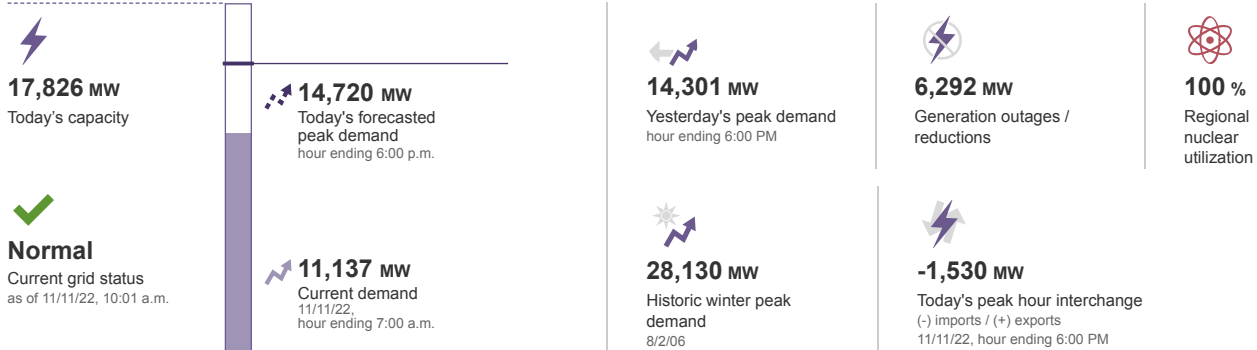 17,826 MW
Today's capacity
Normal
Current grid status
as of 11/11/22, 10:01 a.m.
14,720 MW
Today's forecasted
peak demand
hour ending 6:00 p.m.
11,137 MW
Current demand
11/11/22,
hour ending 7:00 a.m.
14,301 MW
Yesterday's peak demand
hour ending 6:00 PM
6,292 MW
Generation outages /
reductions
100 %
Regional
nuclear
utilization
28,130 MW
Historic winter peak
demand
8/2/06
-1,530 MW
Today's peak hour interchange
(-) imports / (+) exports
11/11/22, hour ending 6:00 PM